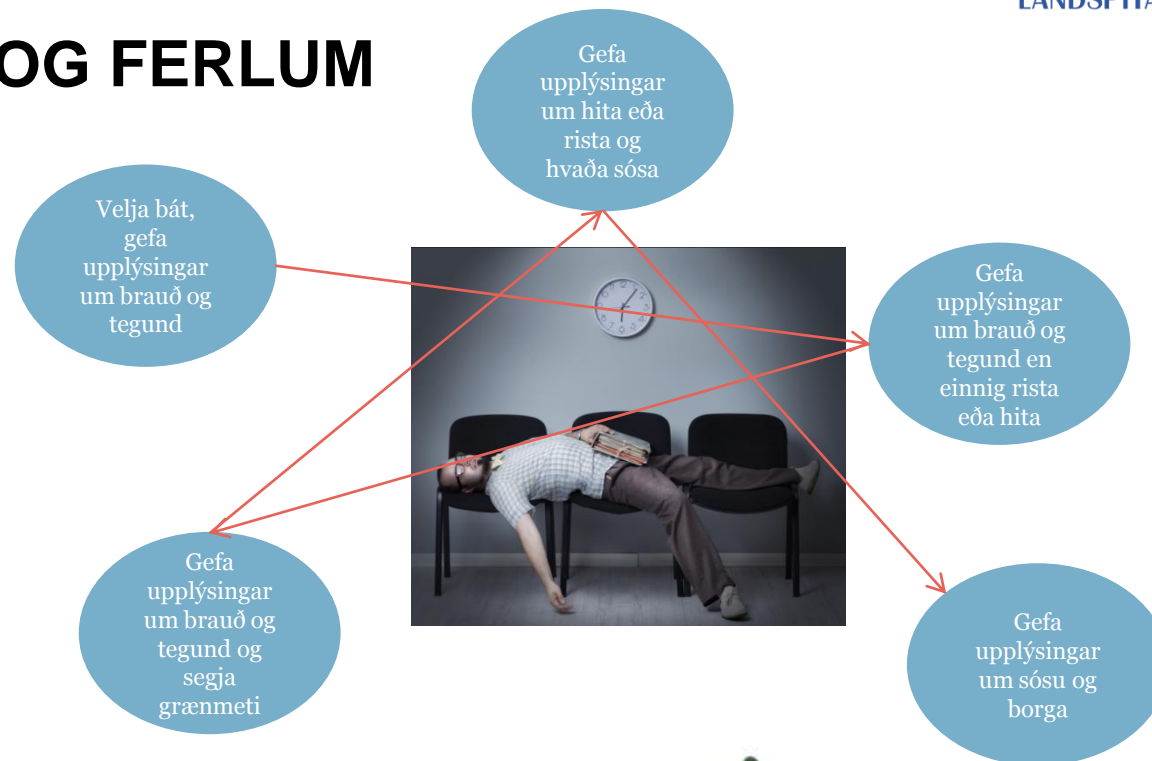 OG FERLUM
Gefa
upplýsingar
um hita eða
rista og
hvaða sósa
Velja bát,
gefa
upplýsingar
um brauð og
tegund
Gefa
upplýsingar
um brauð og
tegund en
einnig rista
eða hita
Gefa
upplýsingar
um brauð og
tegund og
segja
grænmeti
Gefa
upplýsingar
um sósu og
borga